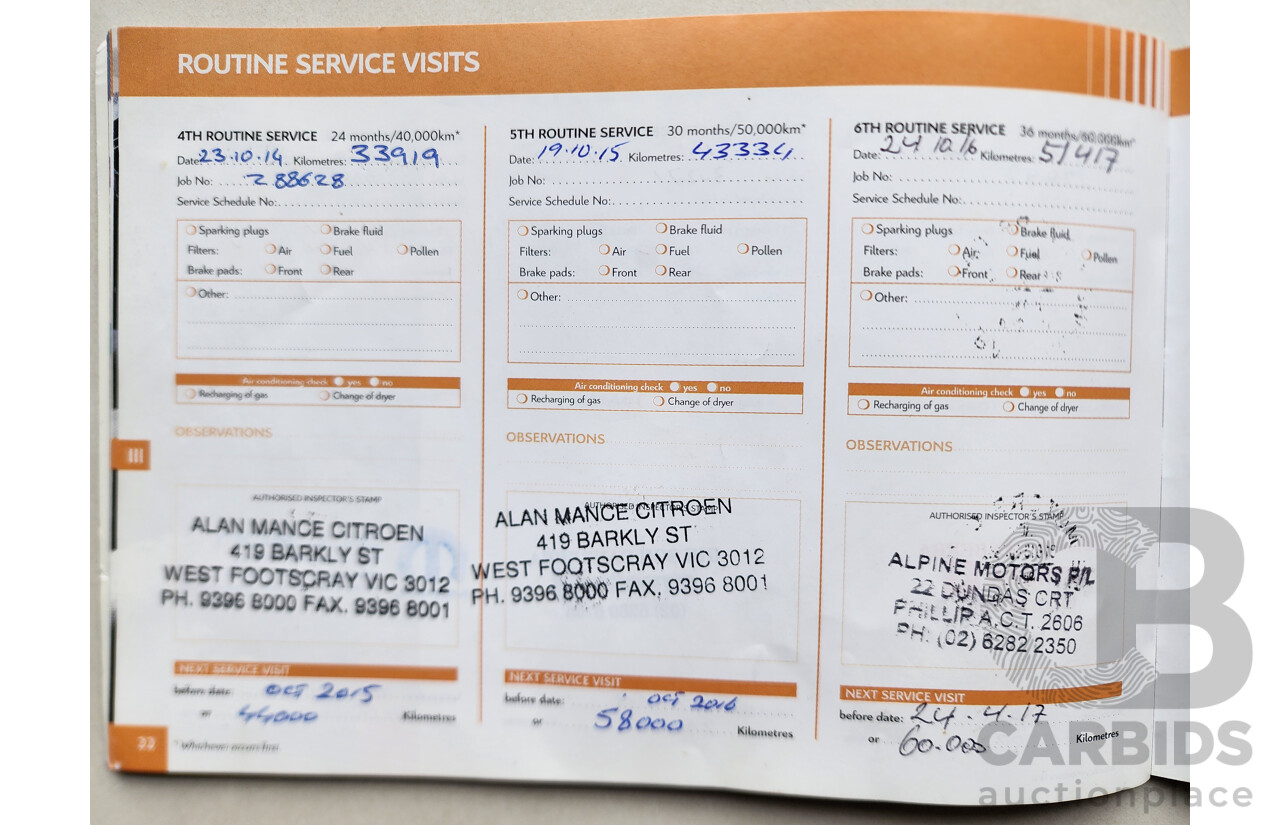 ROUTINE SERVICE VISITS
4TH ROUTINE SERVICE 24 months/40,000km*
Date: 23.10.14 Kilometres: 33919
Job No: 288628
Service Schedule No:
Sparking plugs Brake fluid
Filters: Air Fuel Pollen
Brake pads: Front Rear
Other:
Air conditioning check yes no
Recharging of gas Change of dryer
OBSERVATIONS
AUTHORISED INSPECTOR'S STAMP
ALAN MANCE CITROEN
419 BARKLY ST
WEST FOOTSCRAY VIC 3012
PH. 9396 8000 FAX. 9396 8001
NEXT SERVICE VISIT
before date: OCT 2015
or 44000 Kilometres
33
*Whichever occurs first
5TH ROUTINE SERVICE 30 months/50,000km*
Date: 19.10.15 Kilometres: 43334
Job No:
Service Schedule No:
Sparking plugs Brake fluid
Filters: Air Fuel Pollen
Brake pads: Front Rear
Other:
Air conditioning check yes no
Recharging of gas Change of dryer
OBSERVATIONS
AUTHORISED INSPECTOR'S STAMP
ALAN MANCE CITROEN
419 BARKLY ST
WEST FOOTSCRAY VIC 3012
PH. 9396 8000 FAX. 9396 8001
NEXT SERVICE VISIT
before date: OCT 2016
or 58000 Kilometres
6TH ROUTINE SERVICE 36 months/60,000km*
Date: 24 10 16 Kilometres: 51417
Job No:
Service Schedule No:
Sparking plugs Brake fluid
Filters: Air Fuel Pollen
Brake pads: Front Rear
Other:
Air conditioning check yes no
Recharging of gas Change of dryer
OBSERVATIONS
AUTHORISED INSPECTOR'S STAMP
ALPINE MOTORS P/L
22 DUNDAS CRT
PHILLIP A.C.T. 2606
PH: (02) 6282 2350
NEXT SERVICE VISIT
before date: 24.4.17
or 60.000 Kilometres
III
B
CARBIDS
auctionplace